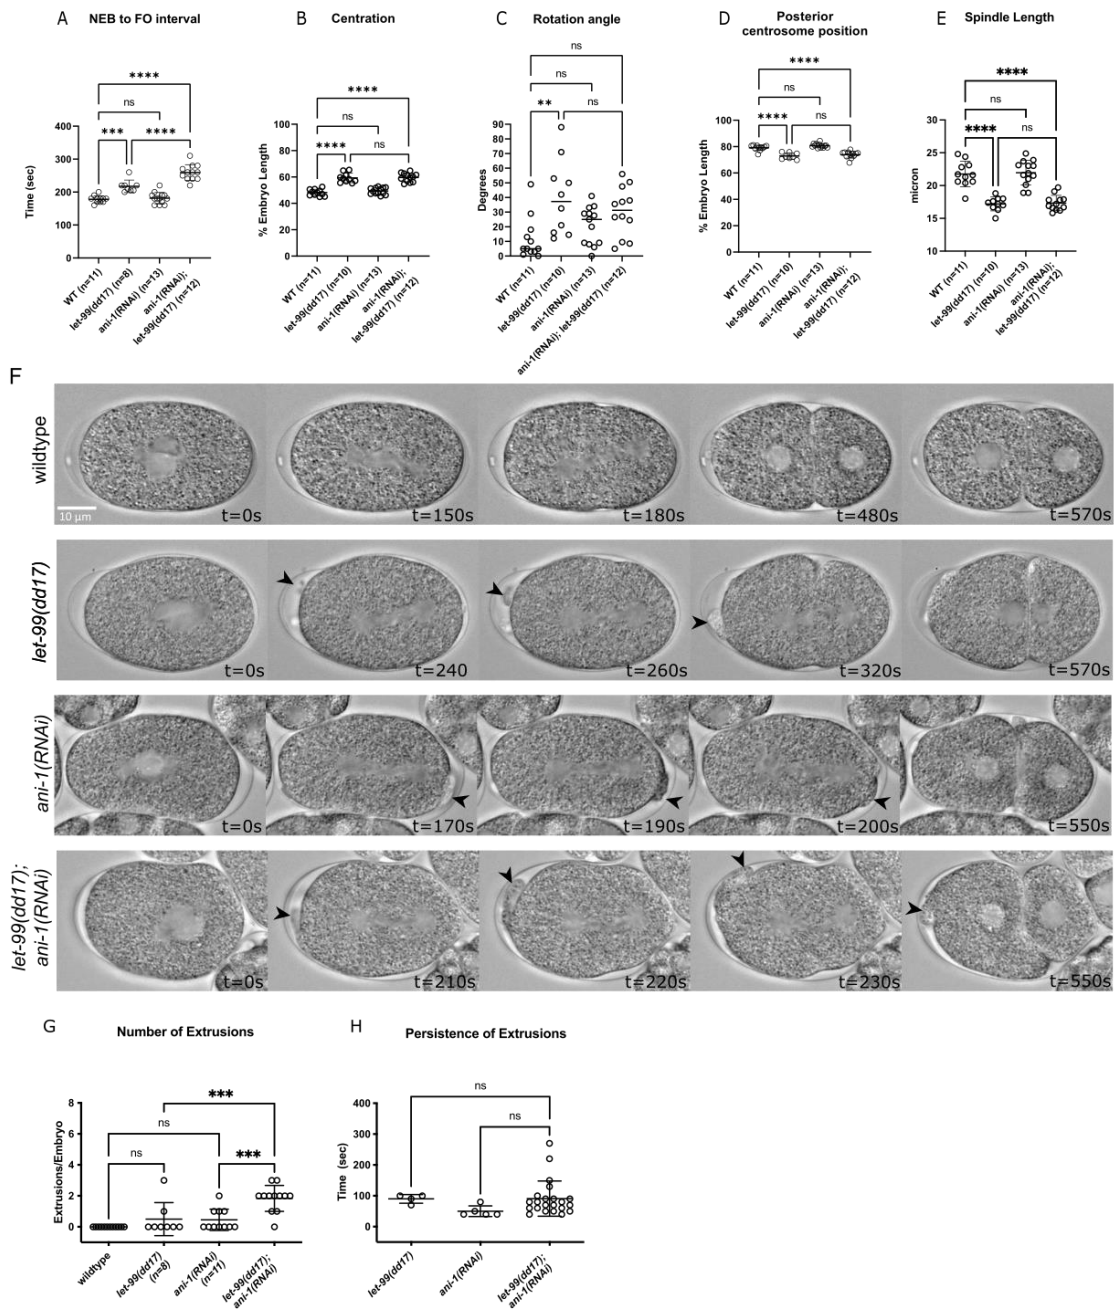 A NEB to FO interval
****
ns
*** ****
Time (sec)
400
300
200
100
0
WT (n=11)
let-99(dd17) (n=8)
ani-1(RNAi) (n=13)
ani-1(RNAi);
let-99(dd17) (n=12)
B Centration
****
ns
**** ns
% Embryo Length
100
80
60
40
20
0
WT (n=11)
let-99(dd17) (n=10)
ani-1(RNAi) (n=13)
ani-1(RNAi);
let-99(dd17) (n=12)
C Rotation angle
ns
ns
** ns
Degrees
90
80
70
60
50
40
30
20
10
0
WT (n=11)
let-99(dd17) (n=10)
ani-1(RNAi) (n=13)
ani-1(RNAi); let-99(dd17) (n=12)
D Posterior
centrosome position
****
ns
**** ns
% Embryo Length
100
80
60
40
20
0
WT (n=11)
let-99(dd17) (n=10)
ani-1(RNAi) (n=13)
ani-1(RNAi);
let-99(dd17) (n=12)
E Spindle Length
****
ns
**** ns
micron
30
25
20
15
10
WT (n=11)
let-99(dd17) (n=10)
ani-1(RNAi) (n=13)
ani-1(RNAi);
let-99(dd17) (n=12)
F
wildtype
10 µm
t=0s t=150s t=180s t=480s t=570s
let-99(dd17)
t=0s t=240 t=260s t=320s t=570s
ani-1(RNAi)
t=0s t=170s t=190s t=200s t=550s
let-99(dd17);
ani-1(RNAi)
t=0s t=210s t=220s t=230s t=550s
G Number of Extrusions
***
ns
ns ***
Extrusions/Embryo
8
6
4
2
0
wildtype
let-99(dd17)
(n=8)
ani-1(RNAi)
(n=11)
let-99(dd17);
ani-1(RNAi)
H Persistence of Extrusions
ns
ns
Time (sec)
400
300
200
100
0
let-99(dd17)
ani-1(RNAi)
let-99(dd17);
ani-1(RNAi)